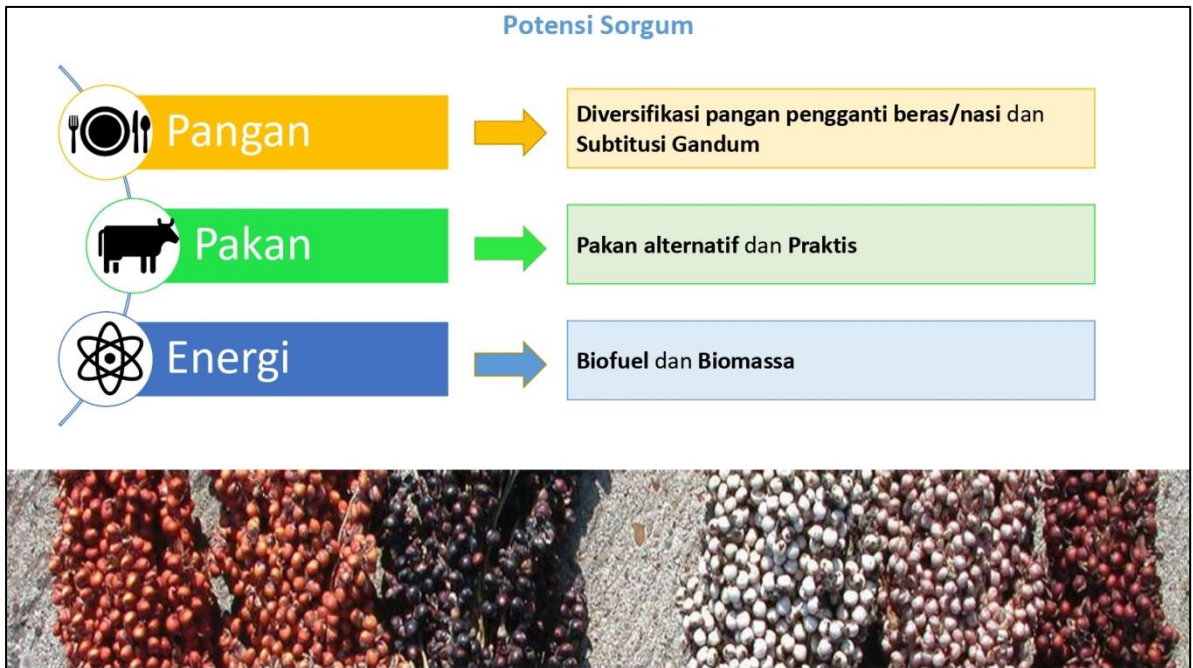 Potensi Sorgum
Pangan
Diversifikasi pangan pengganti beras/nasi dan
Subtitusi Gandum
Pakan
Pakan alternatif dan Praktis
Energi
Biofuel dan Biomassa